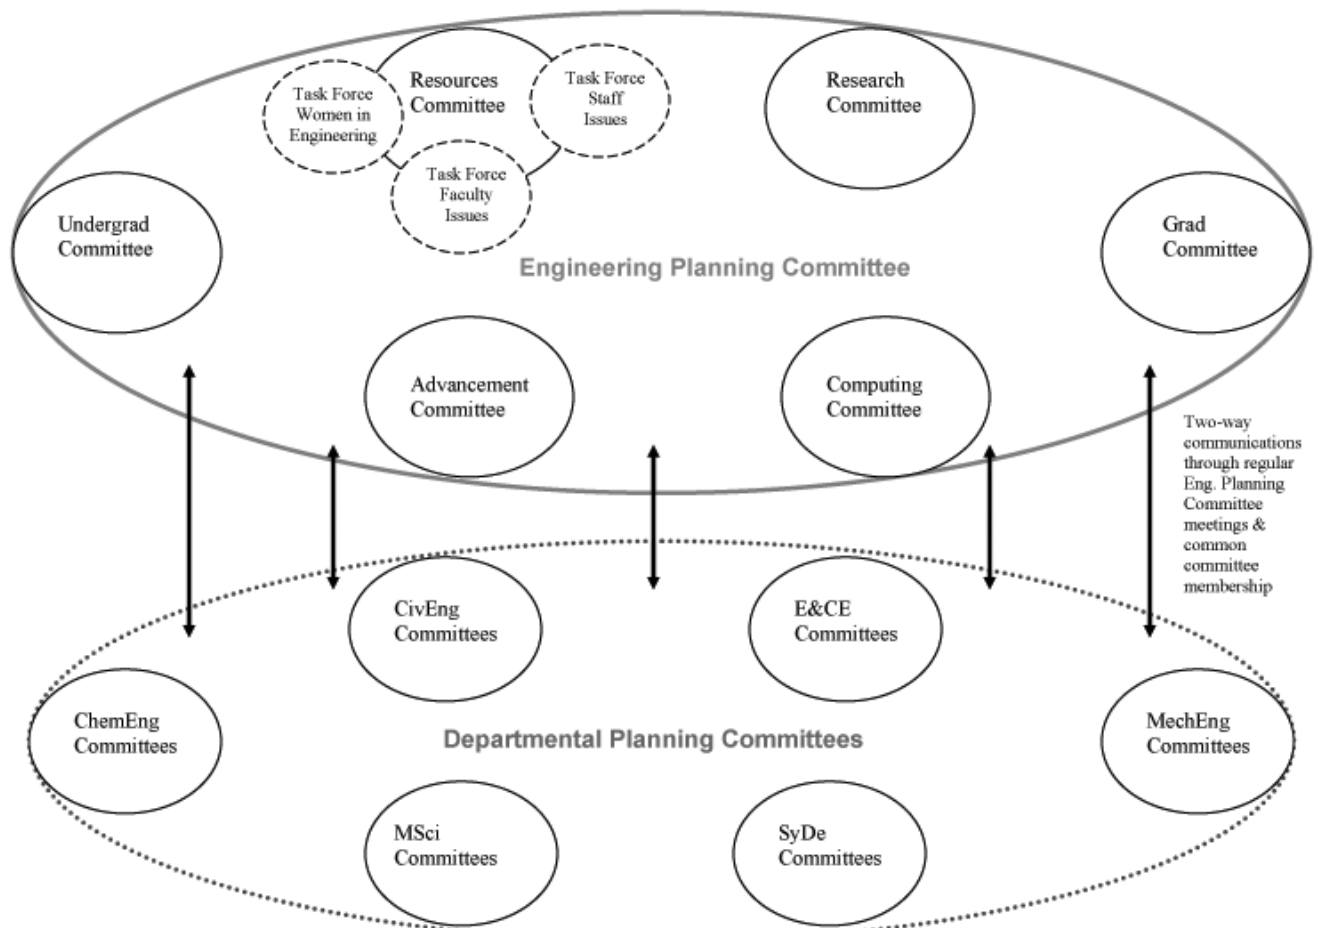 Resources
Committee
Task Force
Women in
Engineering
Task Force
Staff
Issues
Task Force
Faculty
Issues
Research
Committee
Undergrad
Committee
Grad
Committee
Engineering Planning Committee
Advancement
Committee
Computing
Committee
Two-way
communications
through regular
Eng. Planning
Committee
meetings &
common
committee
membership
CivEng
Committees
E&CE
Committees
ChemEng
Committees
MechEng
Committees
Departmental Planning Committees
MSci
Committees
SyDe
Committees